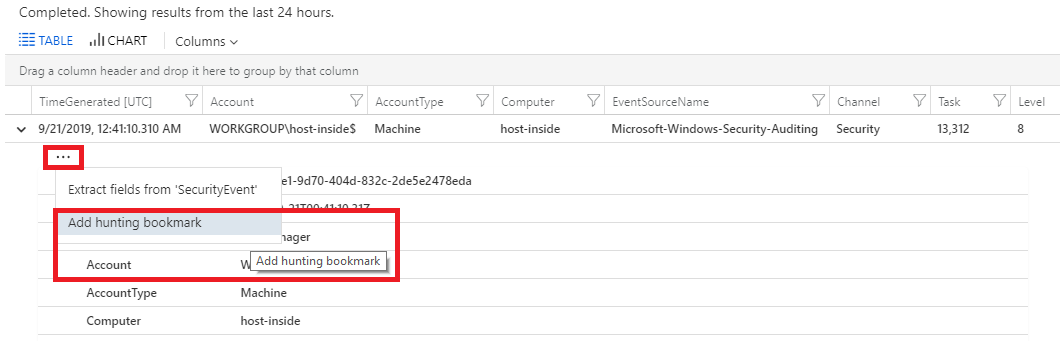 Completed. Showing results from the last 24 hours.
TABLE CHART Columns
Drag a column header and drop it here to group by that column
TimeGenerated [UTC] Account AccountType Computer EventSourceName Channel Task Level
9/21/2019, 12:41:10.310 AM WORKGROUP\host-inside$ Machine host-inside Microsoft-Windows-Security-Auditing Security 13,312 8
...
e1-9d70-404d-832c-2de5e2478eda
Extract fields from 'SecurityEvent'
Add hunting bookmark
nager
Add hunting bookmark
Account W
AccountType Machine
Computer host-inside